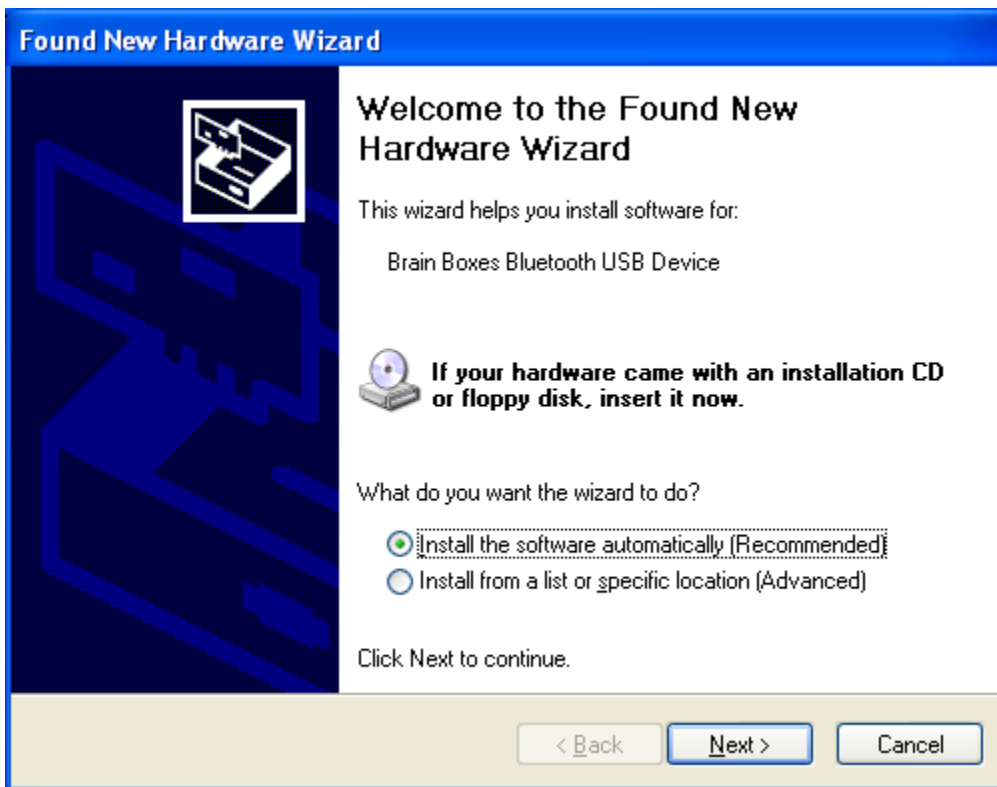 Found New Hardware Wizard
Welcome to the Found New
Hardware Wizard
This wizard helps you install software for:
Brain Boxes Bluetooth USB Device
If your hardware came with an installation CD
or floppy disk, insert it now.
What do you want the wizard to do?
Install the software automatically (Recommended)
Install from a list or specific location (Advanced)
Click Next to continue.
< Back
Next >
Cancel